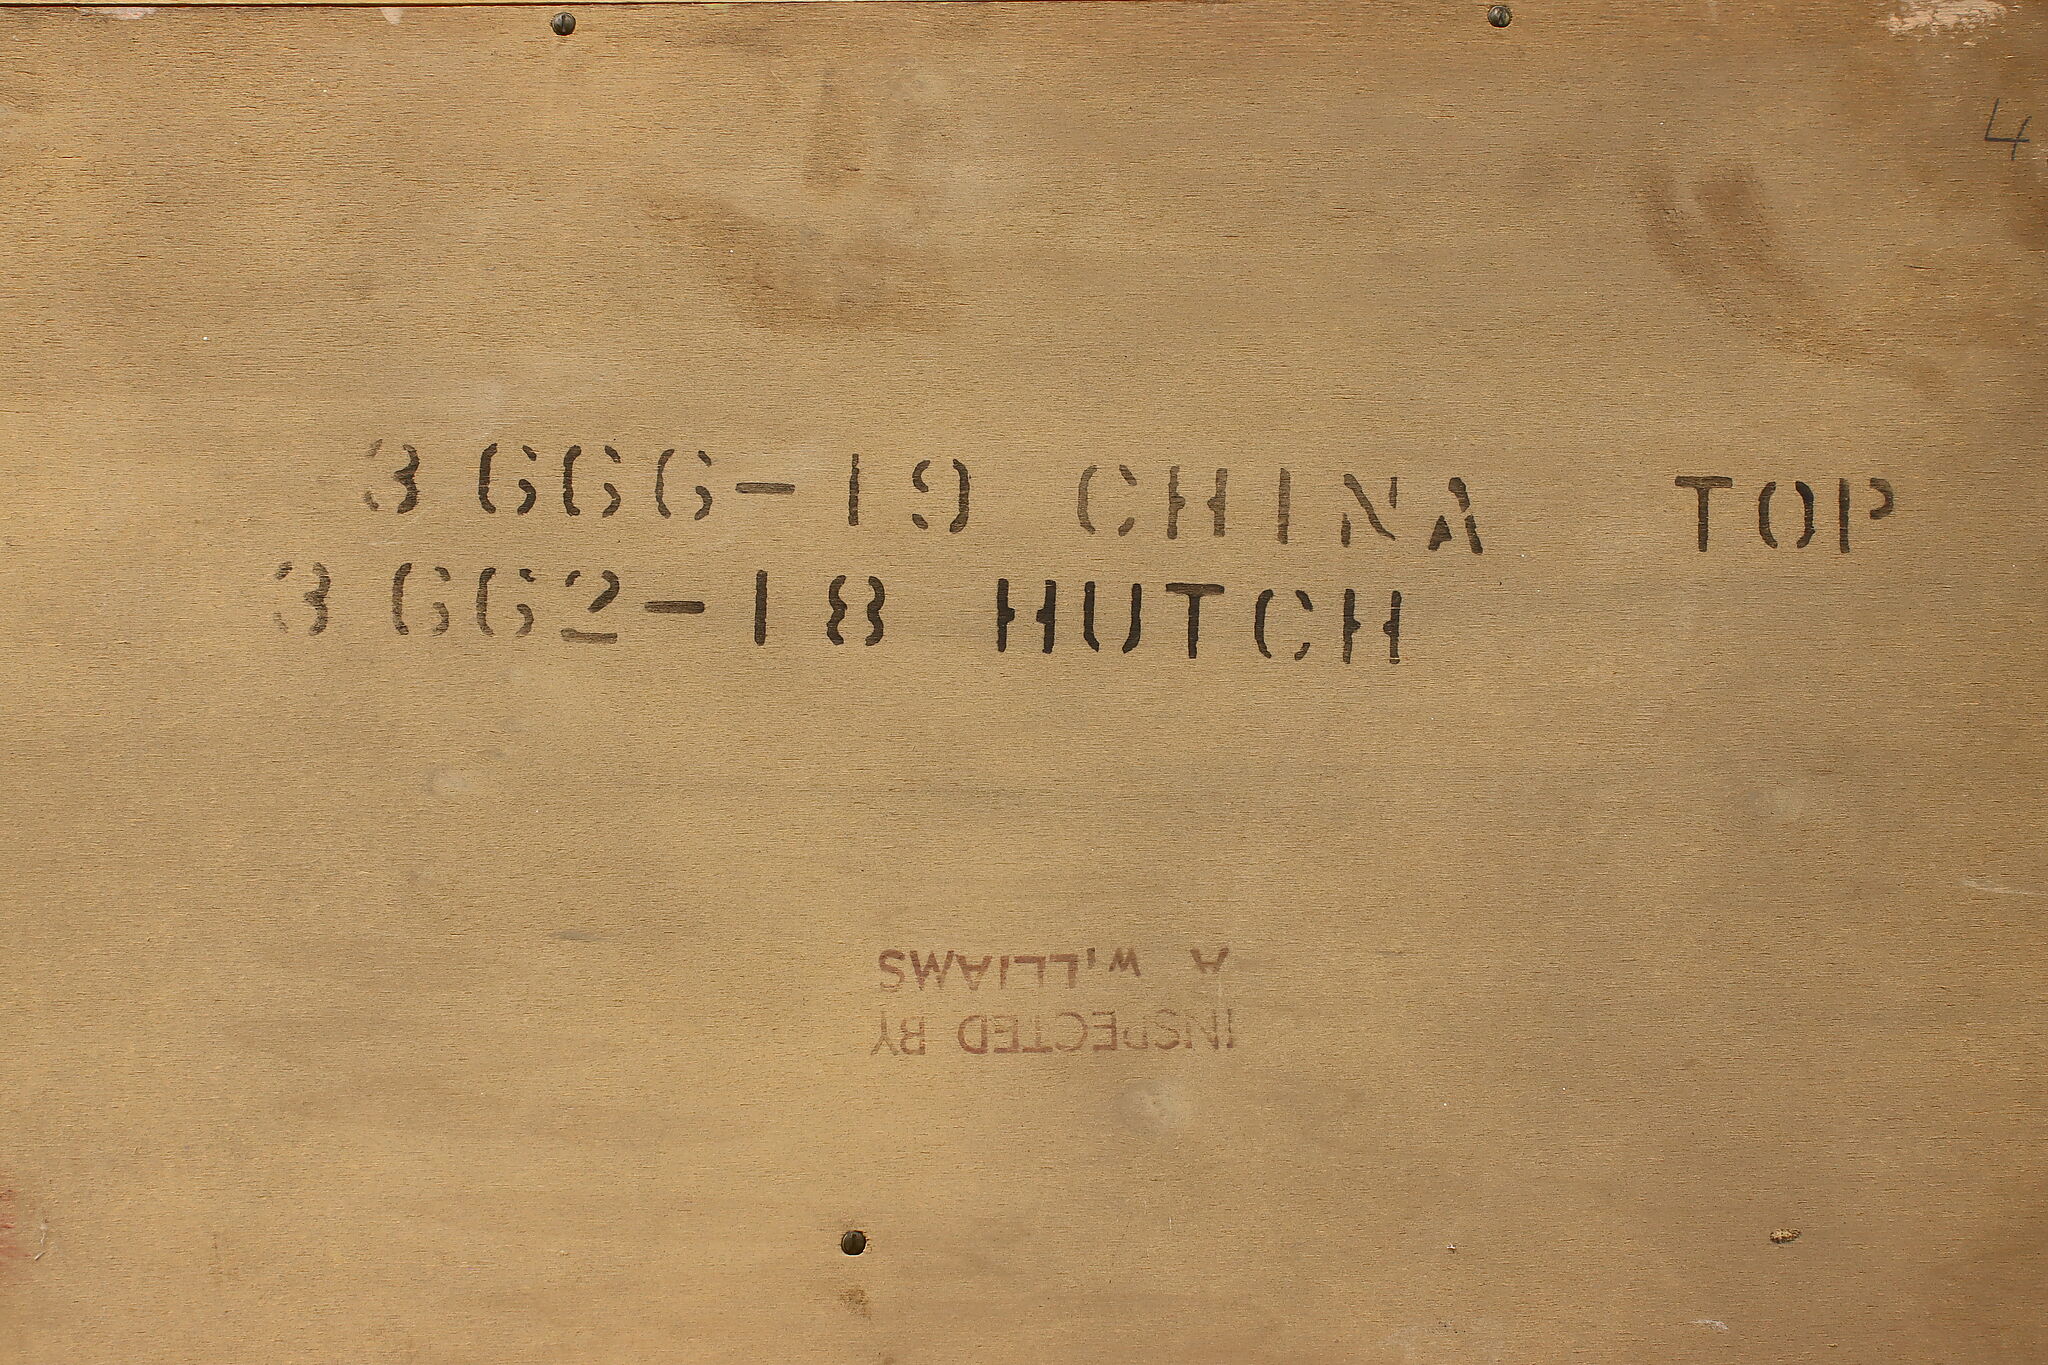 4
3666-19 CHINA TOP
3662-18 HUTCH
INSPECTED BY
A WILLIAMS